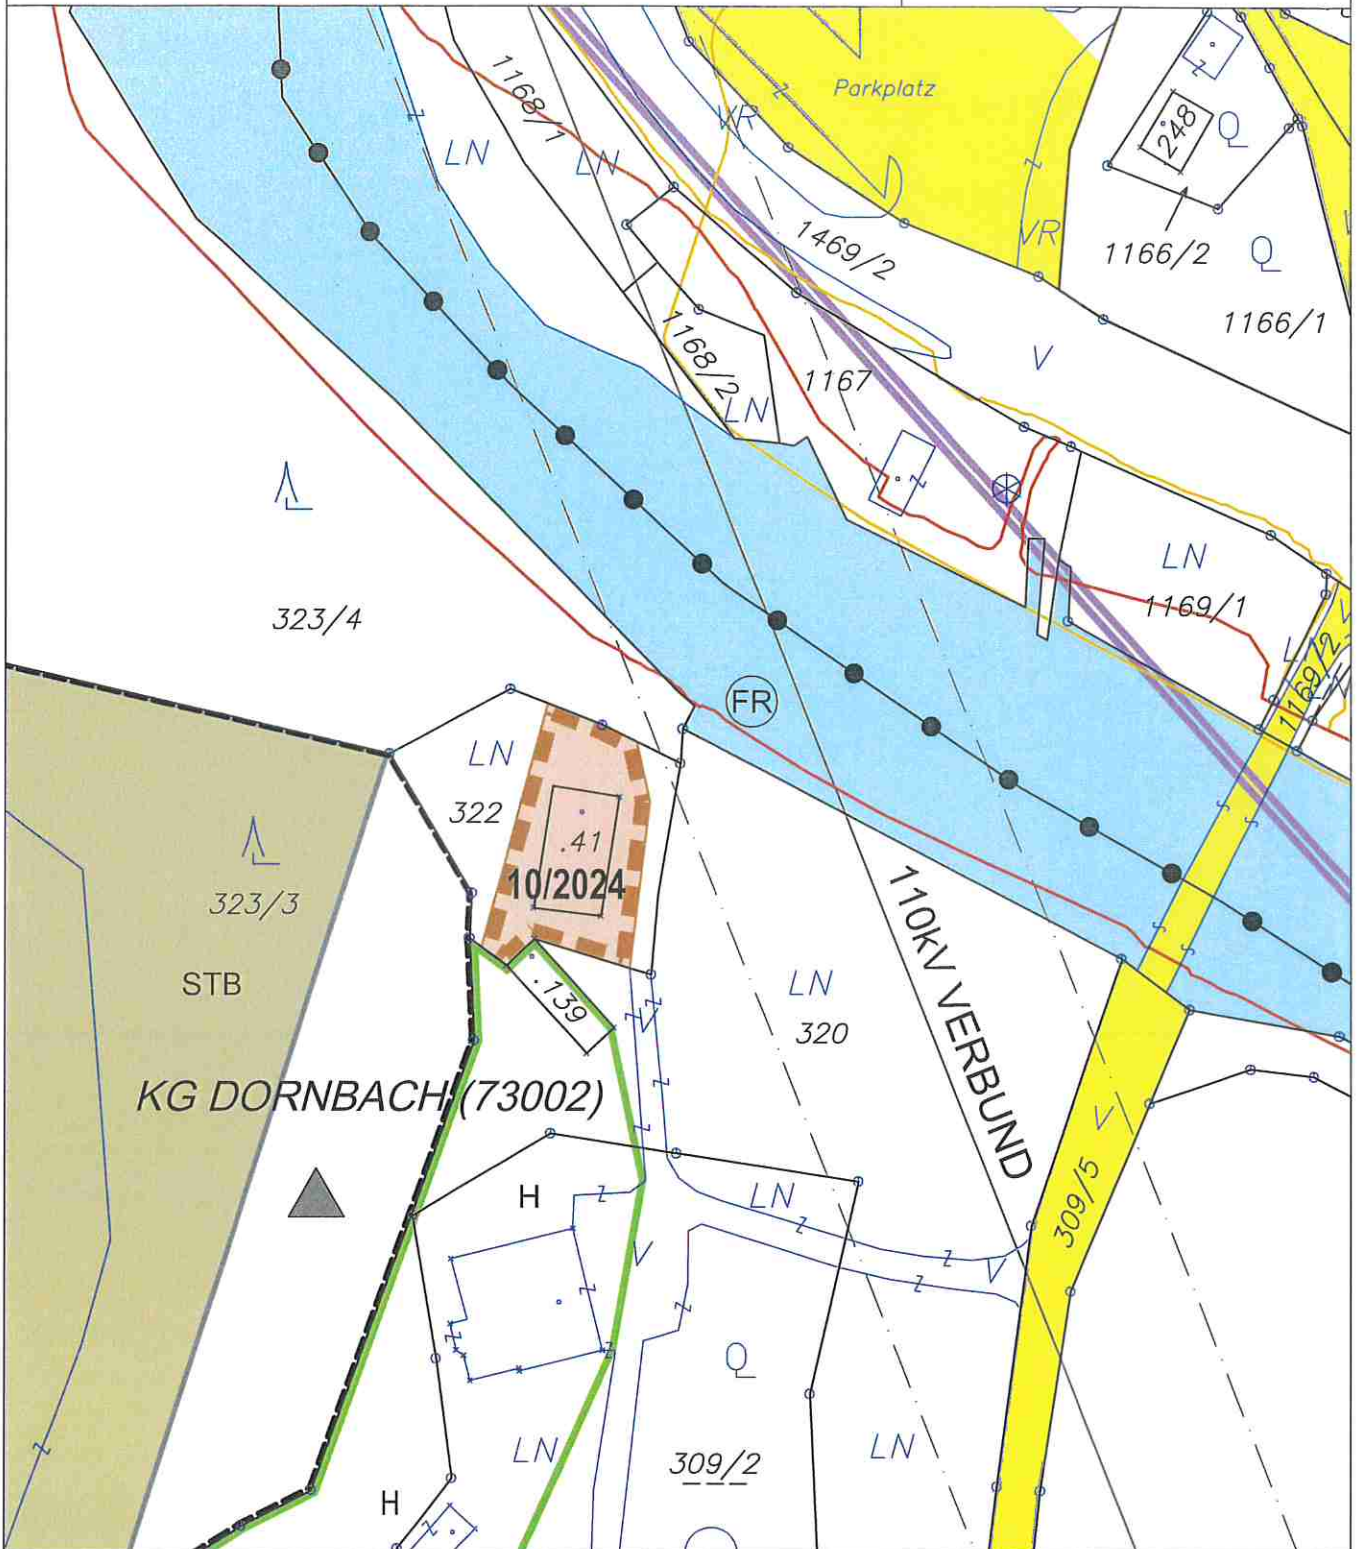 1168/1
LN
LN
VR
Parkplatz
248
Q
VR
1166/2
Q
1469/2
1166/1
V
1168/2
LN
1167
LN
1169/1
323/4
1169/2
V
FR
LN
322
.41
10/2024
323/3
STB
.139
V
LN
320
110kV VERBUND
KG DORNBACH (73002)
V
309/5
H
LN
V
V
Q
LN
LN
309/2
H